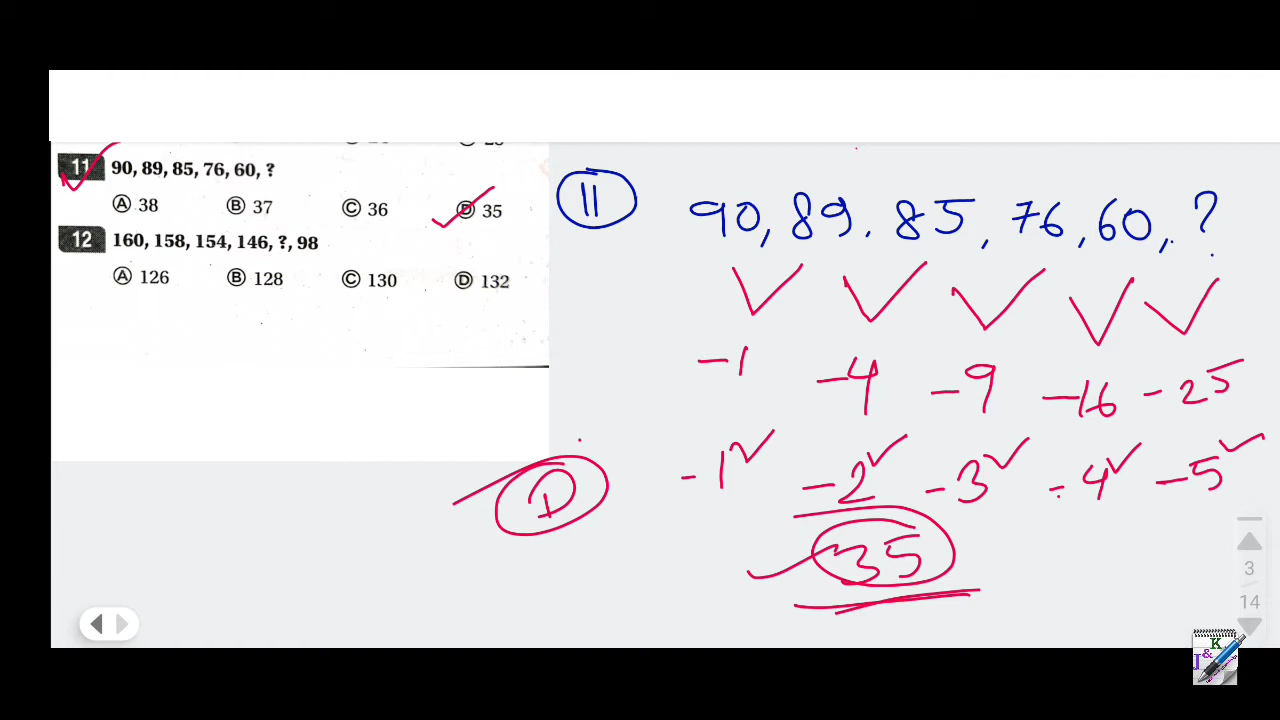 11 90, 89, 85, 76, 60, ?
A 38 B 37 C 36 D 35
12 160, 158, 154, 146, ?, 98
A 126 B 128 C 130 D 132
11 90, 89, 85, 76, 60, ?
-1 -4 -9 -16 -25
-1² -2² -3² -4² -5²
D
35
3
14
J&K